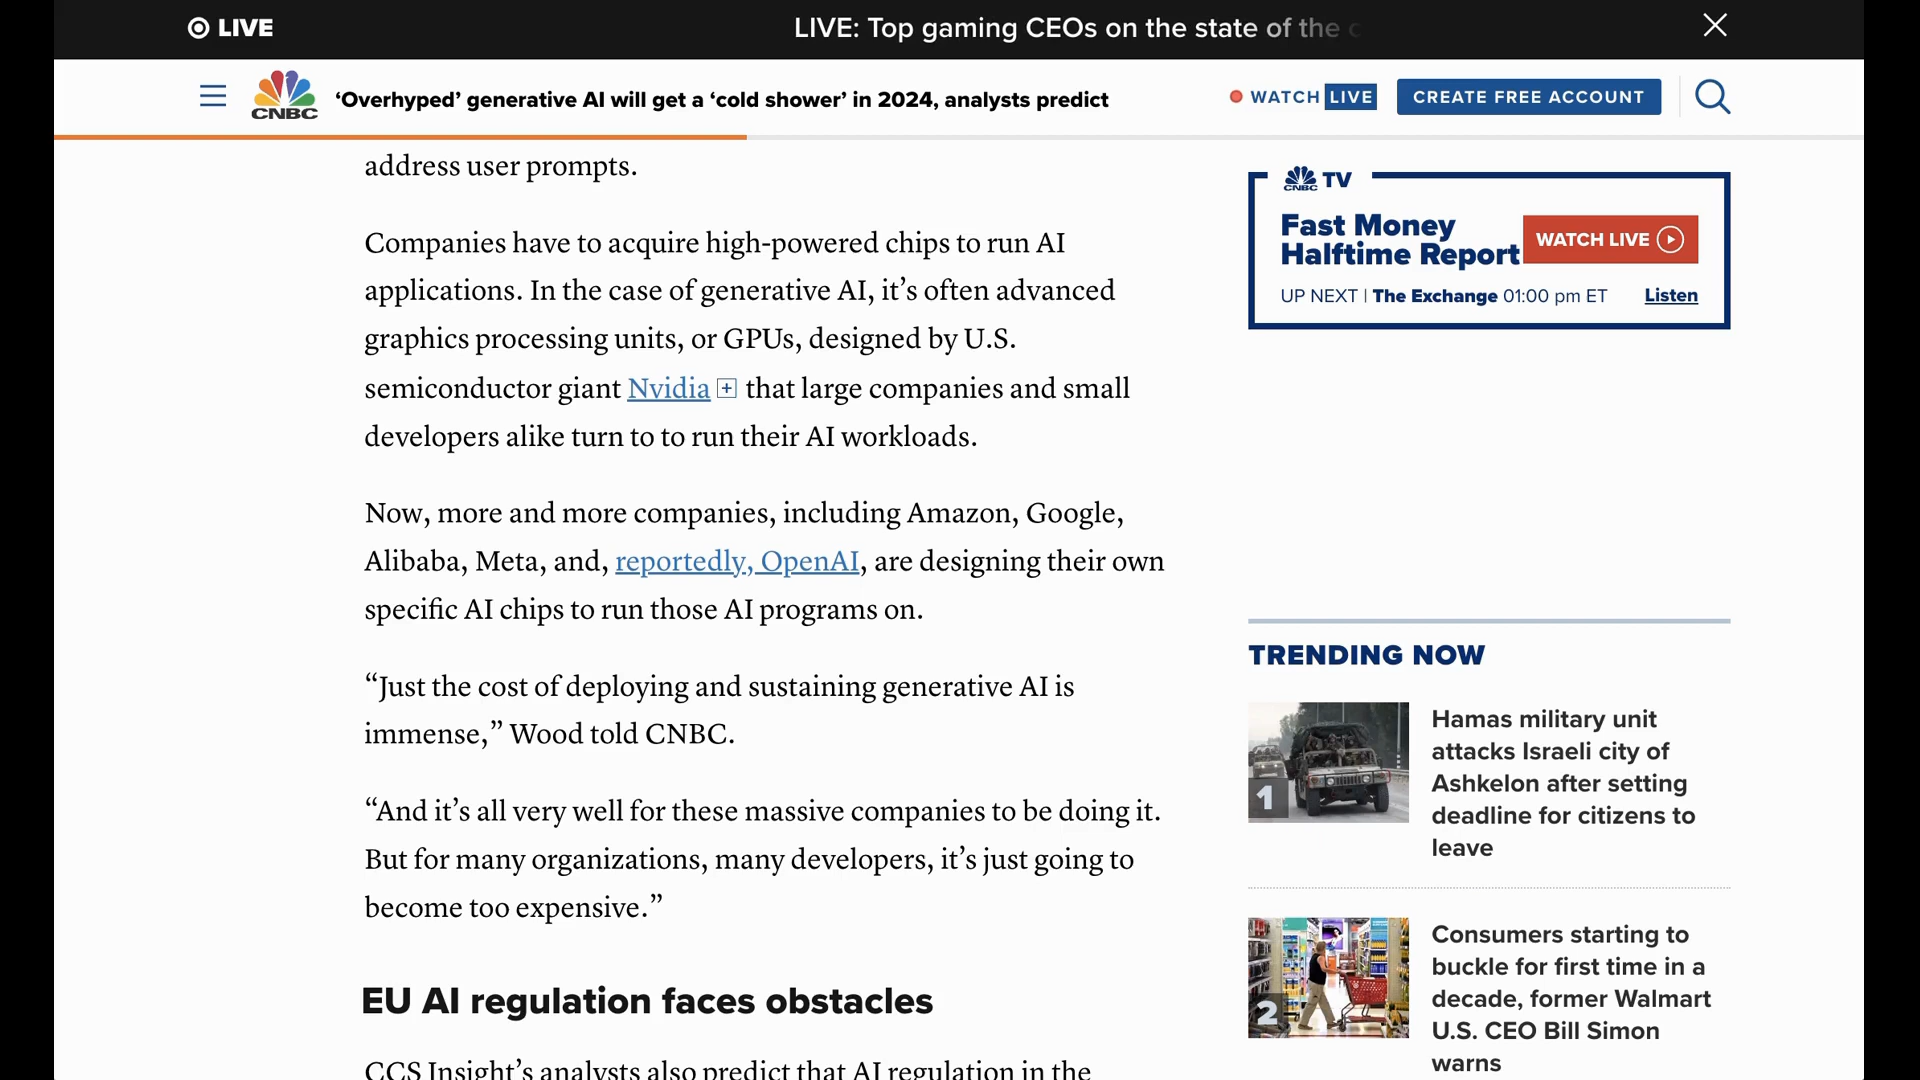 LIVE
LIVE: Top gaming CEOs on the state of the
CNBC
‘Overhyped’ generative AI will get a ‘cold shower’ in 2024, analysts predict
WATCH LIVE
CREATE FREE ACCOUNT
address user prompts.
Companies have to acquire high-powered chips to run AI
applications. In the case of generative AI, it’s often advanced
graphics processing units, or GPUs, designed by U.S.
semiconductor giant Nvidia + that large companies and small
developers alike turn to to run their AI workloads.
Now, more and more companies, including Amazon, Google,
Alibaba, Meta, and, reportedly, OpenAI, are designing their own
specific AI chips to run those AI programs on.
“Just the cost of deploying and sustaining generative AI is
immense,” Wood told CNBC.
“And it’s all very well for these massive companies to be doing it.
But for many organizations, many developers, it’s just going to
become too expensive.”
EU AI regulation faces obstacles
CCS Insight’s analysts also predict that AI regulation in the
CNBC TV
Fast Money
Halftime Report
WATCH LIVE
UP NEXT | The Exchange 01:00 pm ET
Listen
TRENDING NOW
1
Hamas military unit
attacks Israeli city of
Ashkelon after setting
deadline for citizens to
leave
2
Consumers starting to
buckle for first time in a
decade, former Walmart
U.S. CEO Bill Simon
warns